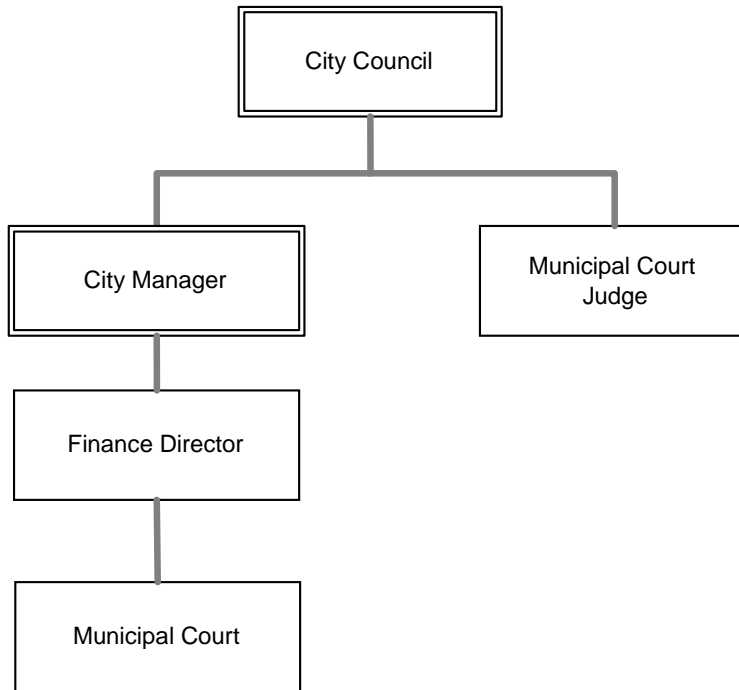 City Council
City Manager
Municipal Court
Judge
Finance Director
Municipal Court